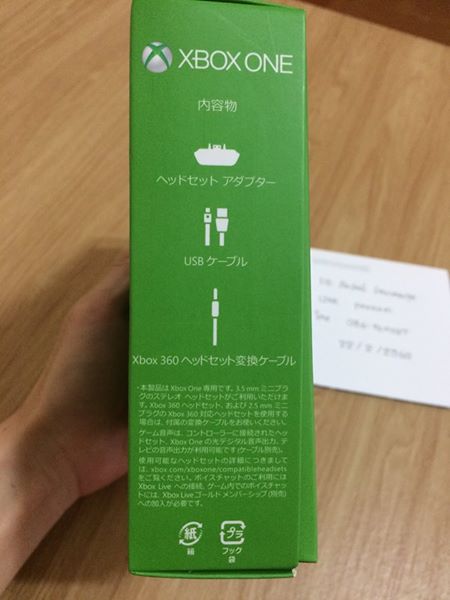 XBOX ONE
内容物
ヘッドセット アダプター
USB ケーブル
Xbox 360 ヘッドセット変換ケーブル
・本製品は Xbox One 専用です。3.5 mm ミニプラ
グのステレオ ヘッドセットがご利用いただけま
す。Xbox 360 ヘッドセット、および 2.5 mm ミニ
プラグの Xbox 360 対応ヘッドセットを使用する
場合は、付属の変換ケーブルをお使いください。
ゲーム音声は、コントローラーに接続されたヘッ
ドセット、Xbox One の光デジタル音声出力、テ
レビの音声出力が利用可能です(ケーブル別売)。
使用可能なヘッドセットの詳細につきまし
ては、xbox.com/xboxone/compatibleheadsets
をご覧ください。ボイスチャットのご利用には
Xbox Live への接続、ゲーム内でのボイスチャッ
トには、Xbox Live ゴールド メンバーシップ (別売)
への加入が必要です。
紙 プラ
箱 フック
袋